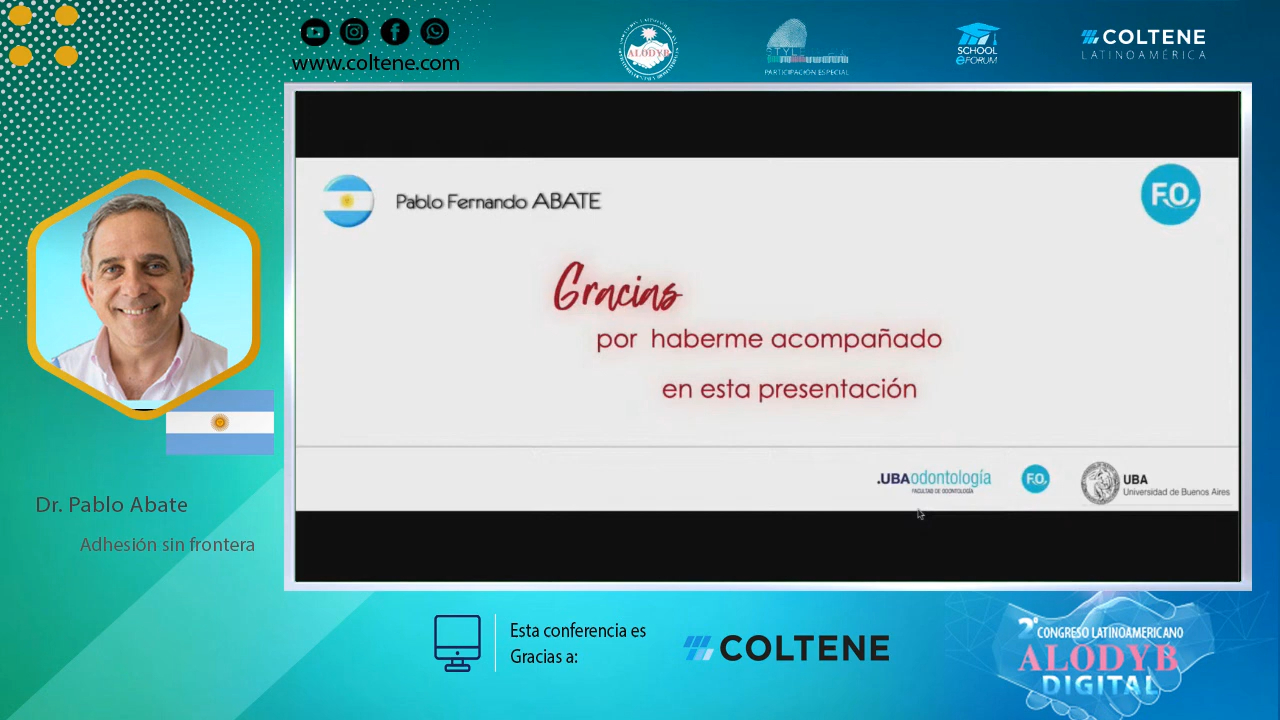 www.coltene.com
ALODYB
PARTICIPACIÓN ESPECIAL
SCHOOL
eFORUM
COLTENE
LATINOAMÉRICA
Pablo Fernando ABATE
F.O.
Gracias
por haberme acompañado
en esta presentación
.UBAodontología
FACULTAD DE ODONTOLOGÍA
F.O.
UBA
Universidad de Buenos Aires
Dr. Pablo Abate
Adhesión sin frontera
Esta conferencia es
Gracias a:
COLTENE
2º CONGRESO LATINOAMERICANO
ALODYB
DIGITAL